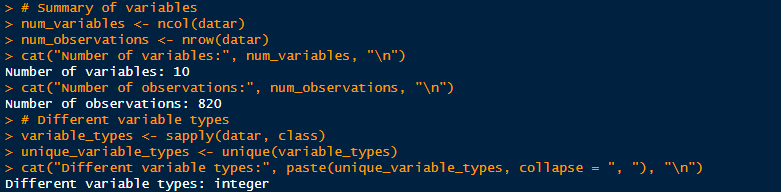 > # Summary of variables
> num_variables <- ncol(datar)
> num_observations <- nrow(datar)
> cat("Number of variables:", num_variables, "\n")
Number of variables: 10
> cat("Number of observations:", num_observations, "\n")
Number of observations: 820
> # Different variable types
> variable_types <- sapply(datar, class)
> unique_variable_types <- unique(variable_types)
> cat("Different variable types:", paste(unique_variable_types, collapse = ", "), "\n")
Different variable types: integer